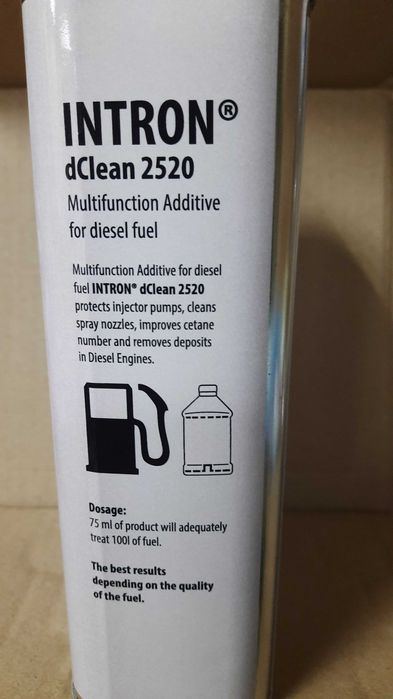 INTRON®
dClean 2520
Multifunction Additive
for diesel fuel
Multifunction Additive for diesel
fuel INTRON® dClean 2520
protects injector pumps, cleans
spray nozzles, improves cetane
number and removes deposits
in Diesel Engines.
Dosage:
75 ml of product will adequately
treat 100l of fuel.
The best results
depending on the quality
of the fuel.